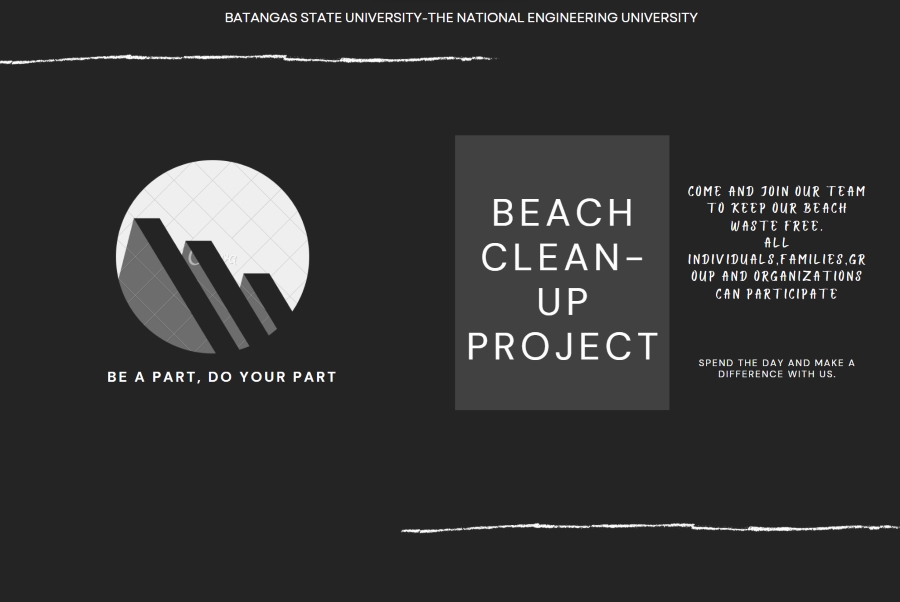 BATANGAS STATE UNIVERSITY-THE NATIONAL ENGINEERING UNIVERSITY
BE A PART, DO YOUR PART
BEACH
CLEAN-
UP
PROJECT
COME AND JOIN OUR TEAM
TO KEEP OUR BEACH
WASTE FREE.
ALL
INDIVIDUALS,FAMILIES,GR
OUP AND ORGANIZATIONS
CAN PARTICIPATE
SPEND THE DAY AND MAKE A
DIFFERENCE WITH US.